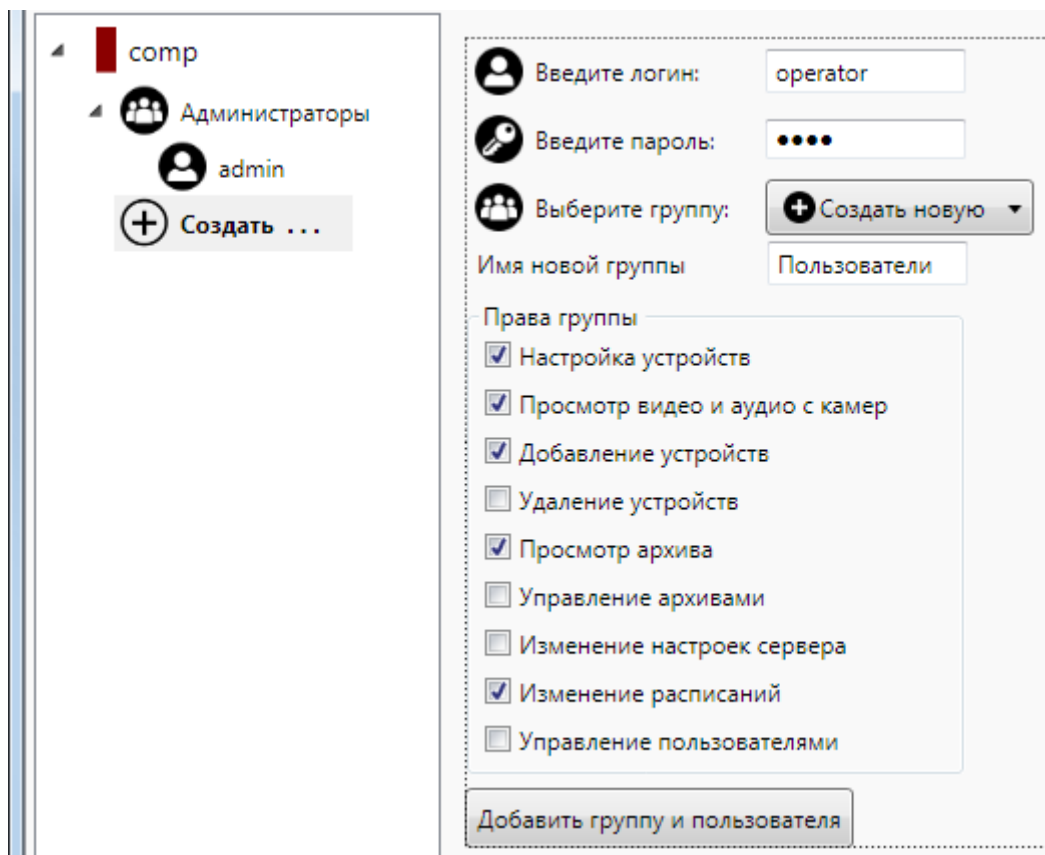 comp
Администраторы
admin
Создать ...
Введите логин: operator
Введите пароль: ●●●●
Выберите группу: Создать новую
Имя новой группы Пользователи
Права группы
Настройка устройств
Просмотр видео и аудио с камер
Добавление устройств
Удаление устройств
Просмотр архива
Управление архивами
Изменение настроек сервера
Изменение расписаний
Управление пользователями
Добавить группу и пользователя